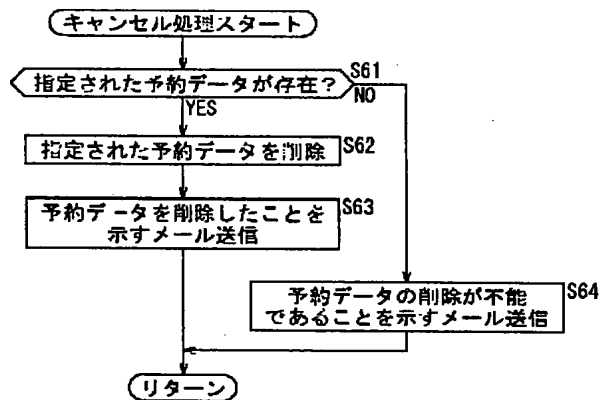 キャンセル処理スタート
指定された予約データが存在？
S61
NO
YES
指定された予約データを削除
S62
予約データを削除したことを
示すメール送信
S63
予約データの削除が不能
であることを示すメール送信
S64
リターン